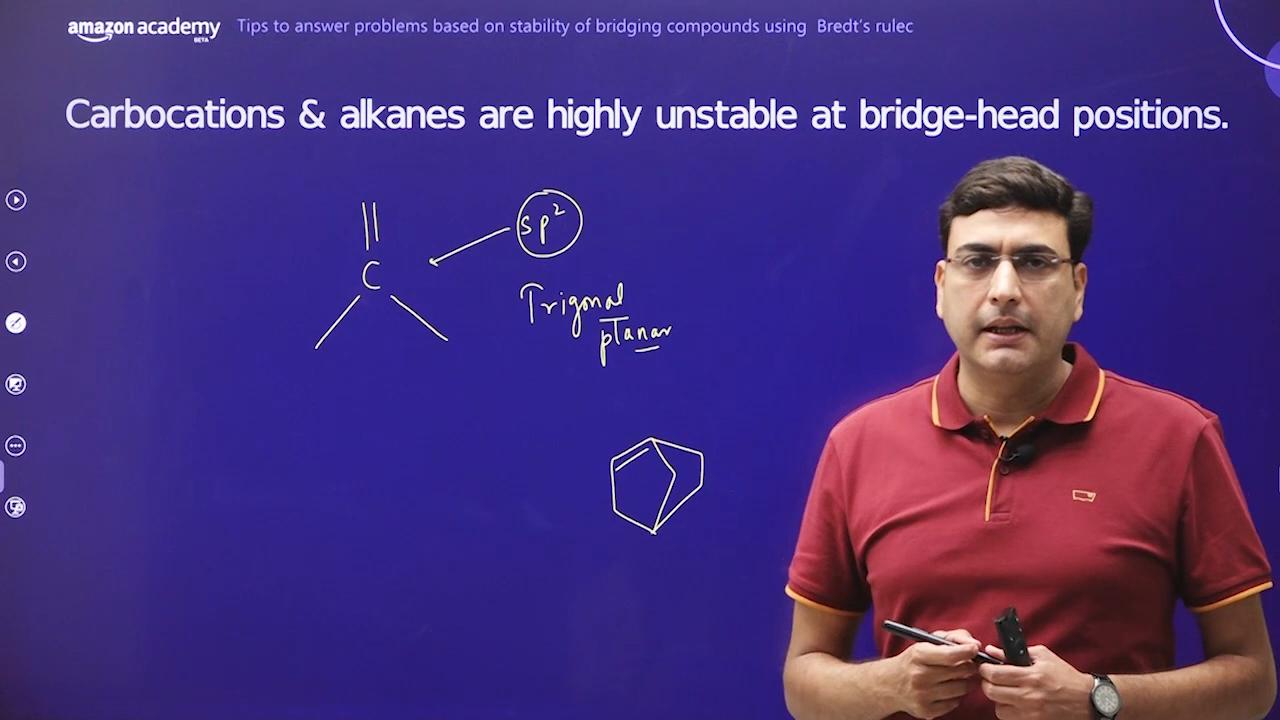 amazon academy
BETA
Tips to answer problems based on stability of bridging compounds using Bredt's rulec
Carbocations & alkanes are highly unstable at bridge-head positions.
sp²
C
Trigonal
planar